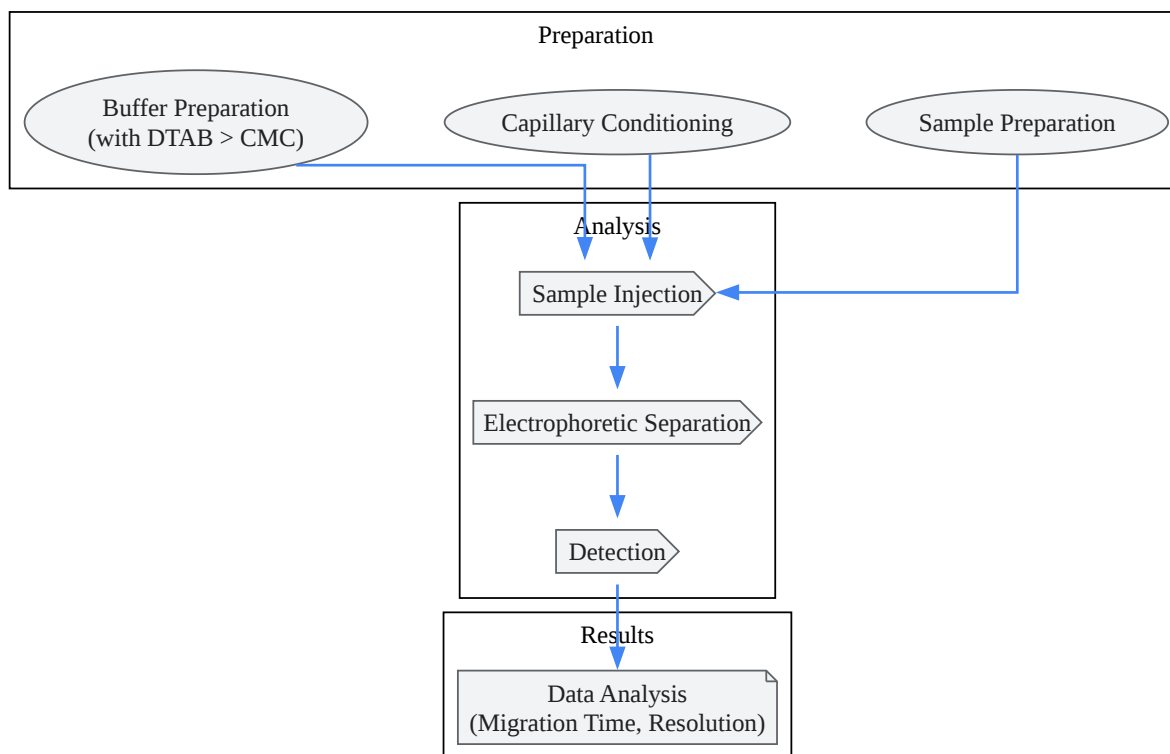 Preparation
Buffer Preparation
(with DTAB > CMC)
Capillary Conditioning
Sample Preparation
Analysis
Sample Injection
Electrophoretic Separation
Detection
Results
Data Analysis
(Migration Time, Resolution)